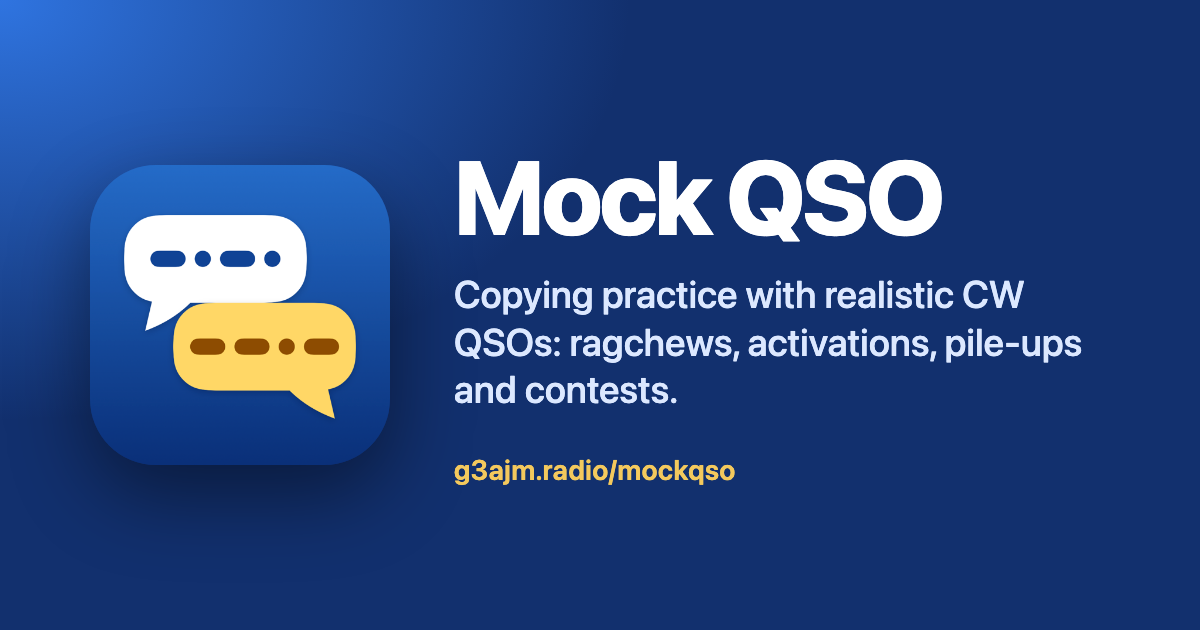 Mock QSO
Copying practice with realistic CW
QSOs: ragchews, activations, pile-ups
and contests.
g3ajm.radio/mockqso